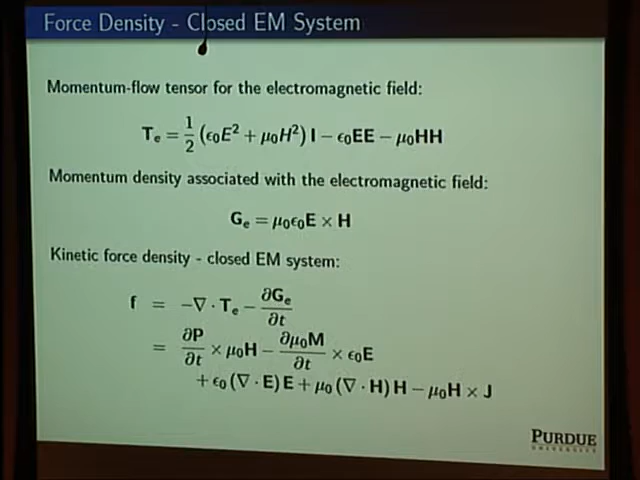 Force Density - Closed EM System
Momentum-flow tensor for the electromagnetic field:
Tₑ = 1/2 (ϵ₀E² + μ₀H²) I − ϵ₀EE − μ₀HH
Momentum density associated with the electromagnetic field:
Gₑ = μ₀ϵ₀E × H
Kinetic force density - closed EM system:
f = −∇ · Tₑ − ∂Gₑ/∂t
= ∂P/∂t × μ₀H − ∂μ₀M/∂t × ϵ₀E
+ ϵ₀ (∇ · E) E + μ₀ (∇ · H) H − μ₀H × J
PURDUE
UNIVERSITY